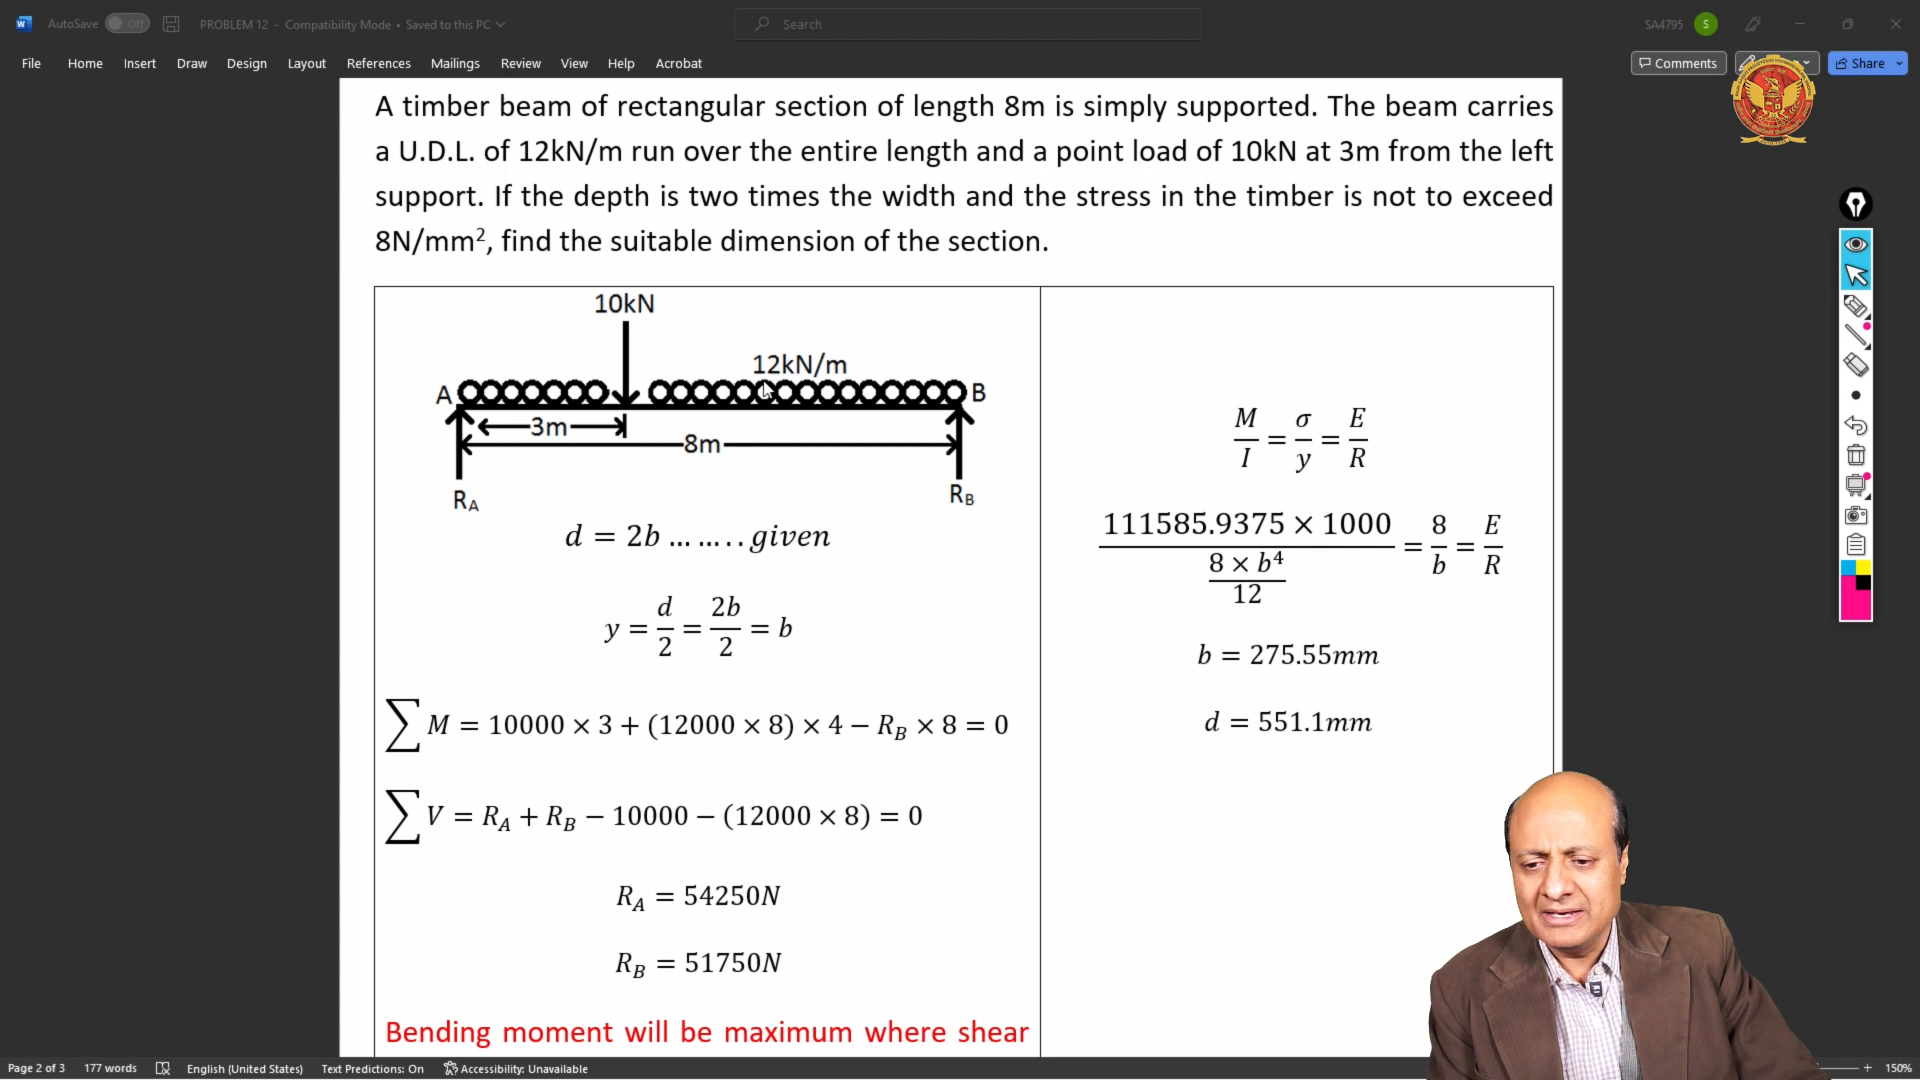 AutoSave Off PROBLEM 12 - Compatibility Mode • Saved to this PC Search SA4795 S
File Home Insert Draw Design Layout References Mailings Review View Help Acrobat Comments Share
A timber beam of rectangular section of length 8m is simply supported. The beam carries
a U.D.L. of 12kN/m run over the entire length and a point load of 10kN at 3m from the left
support. If the depth is two times the width and the stress in the timber is not to exceed
8N/mm², find the suitable dimension of the section.
10kN
12kN/m
A B
3m
8m
R_A R_B
d = 2b ... ... . . given
y = d/2 = 2b/2 = b
∑ M = 10000 × 3 + (12000 × 8) × 4 − R_B × 8 = 0
∑ V = R_A + R_B − 10000 − (12000 × 8) = 0
R_A = 54250N
R_B = 51750N
Bending moment will be maximum where shear
M/I = σ/y = E/R
(111585.9375 × 1000)/((8 × b⁴)/12) = 8/b = E/R
b = 275.55mm
d = 551.1mm
Page 2 of 3 177 words English (United States) Text Predictions: On Accessibility: Unavailable 150%